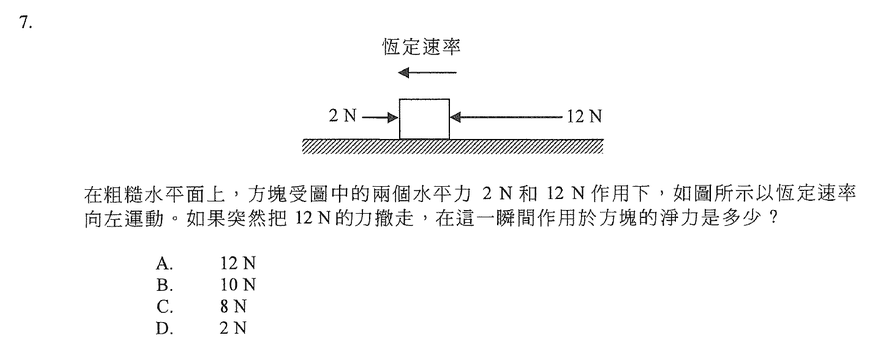 7.
恆定速率
2 N
12 N
在粗糙水平面上，方塊受圖中的兩個水平力 2 N 和 12 N 作用下，如圖所示以恆定速率
向左運動。如果突然把 12 N 的力撤走，在這一瞬間作用於方塊的淨力是多少？
A. 12 N
B. 10 N
C. 8 N
D. 2 N